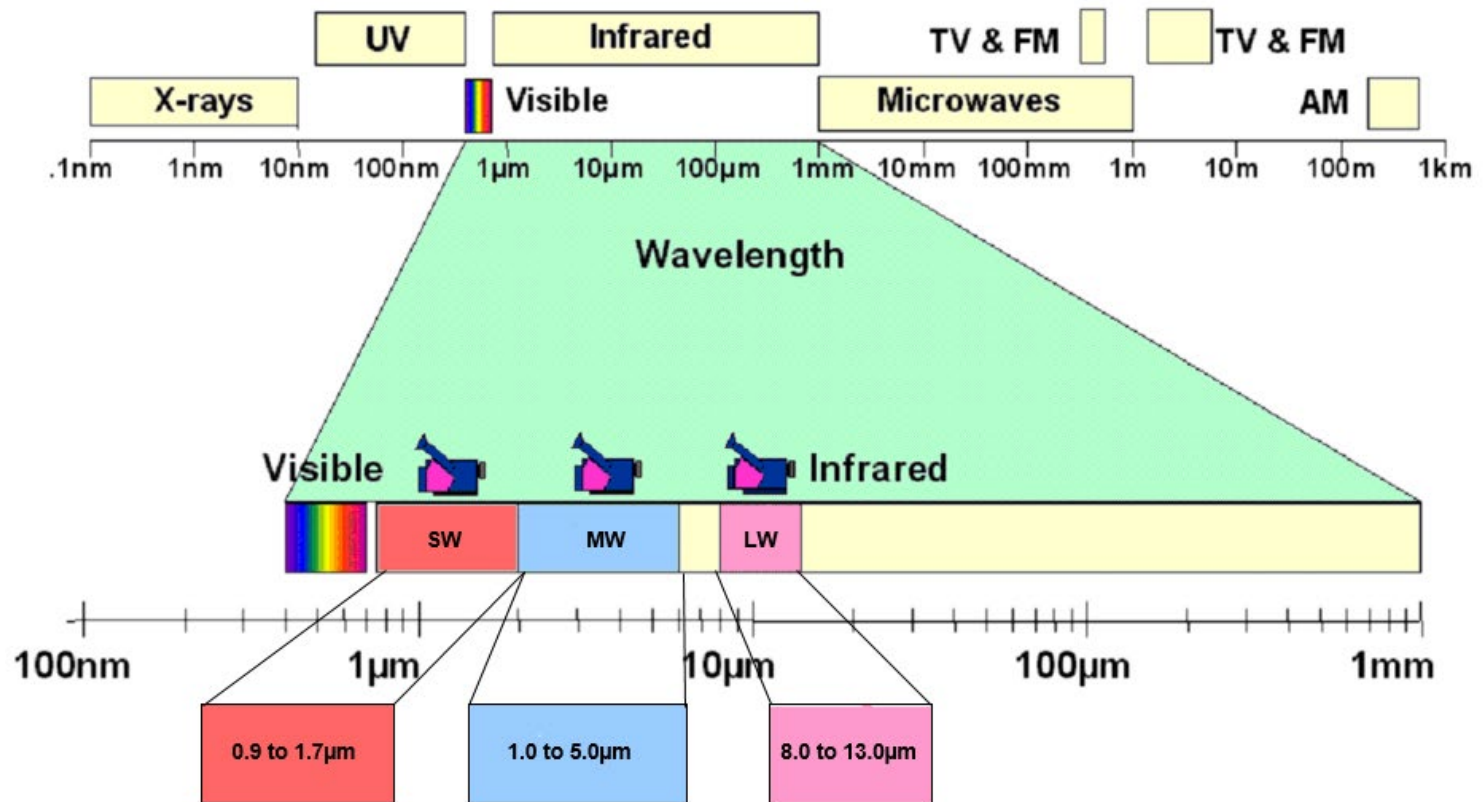 UV
Infrared
TV & FM
TV & FM
X-rays
Visible
Microwaves
AM
.1nm 1nm 10nm 100nm 1µm 10µm 100µm 1mm 10mm 100mm 1m 10m 100m 1km
Wavelength
Visible
Infrared
SW
MW
LW
100nm 1µm 10µm 100µm 1mm
0.9 to 1.7µm
1.0 to 5.0µm
8.0 to 13.0µm